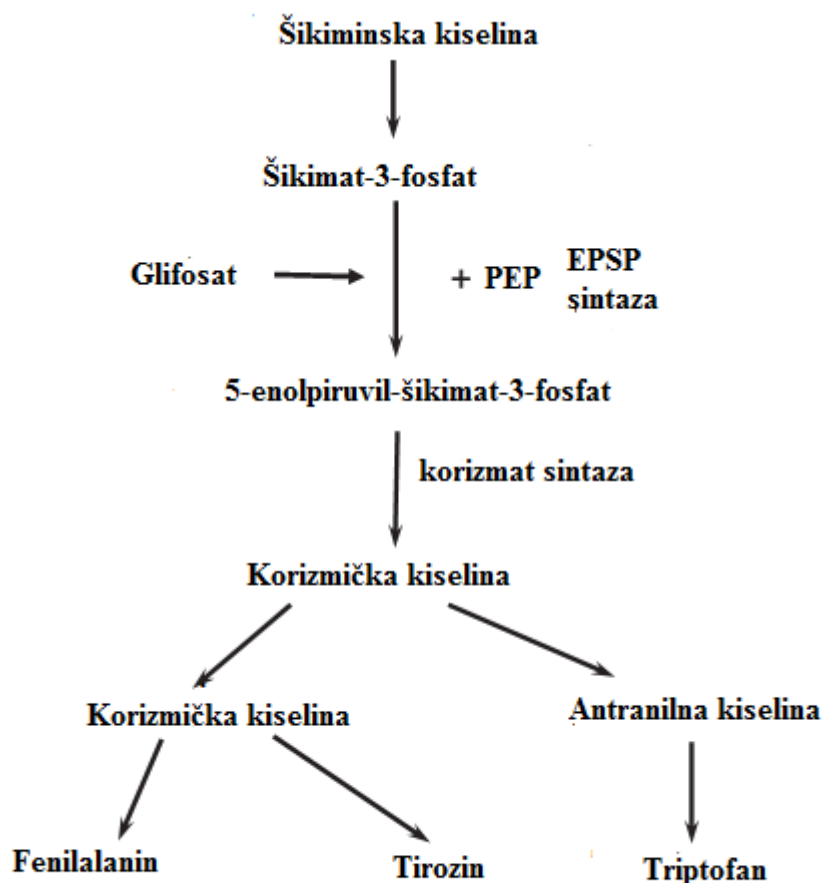 Šikiminska kiselina
Šikimat-3-fosfat
Glifosat
+ PEP
EPSP
šintaza
5-enolpiruvil-šikimat-3-fosfat
korizmat sintaza
Korizmička kiselina
Korizmička kiselina
Antranilna kiselina
Fenilalanin
Tirozin
Triptofan